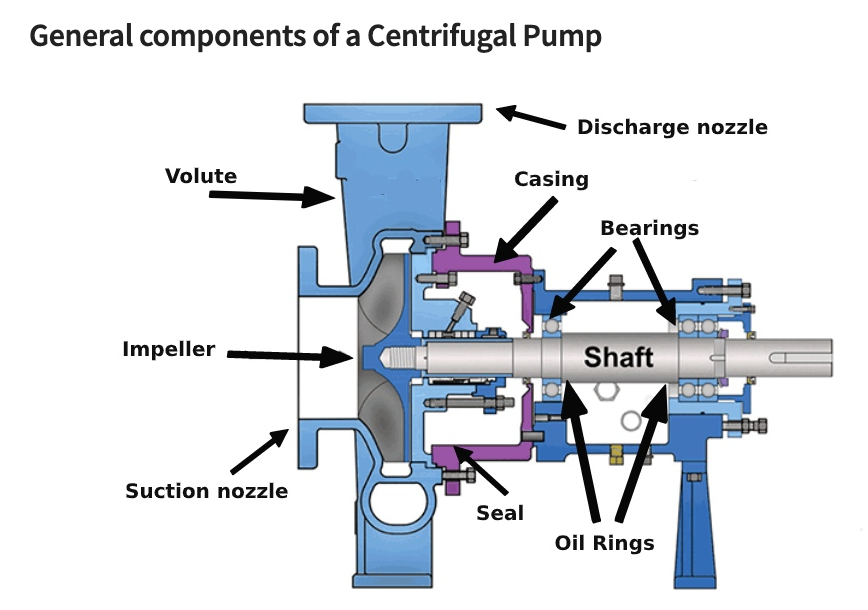 General components of a Centrifugal Pump
Discharge nozzle
Volute
Casing
Bearings
Impeller
Shaft
Suction nozzle
Seal
Oil Rings